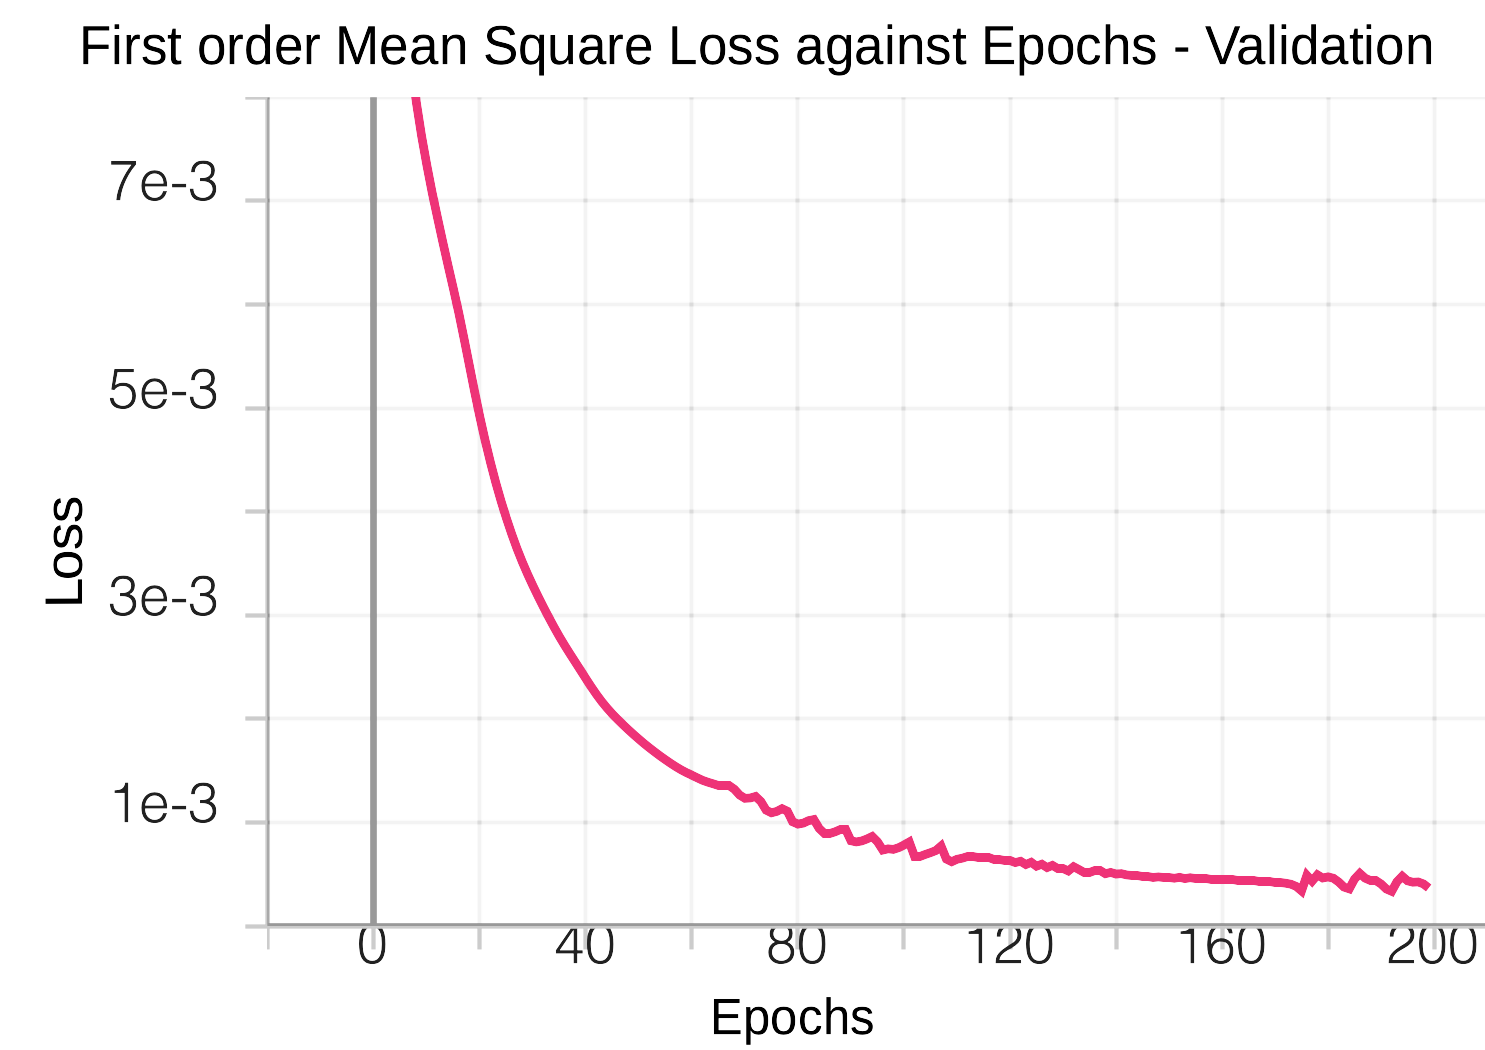 First order Mean Square Loss against Epochs - Validation
7e-3
5e-3
3e-3
1e-3
Loss
0 40 80 120 160 200
Epochs